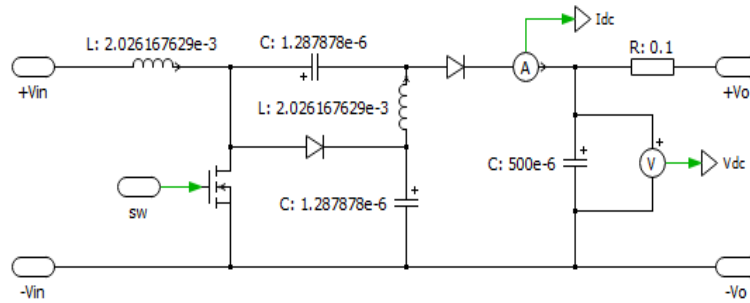 Idc
L: 2.026167629e-3
C: 1.287878e-6
R: 0.1
+
A
+Vin
+Vo
L: 2.026167629e-3
+
+
V
Vdc
C: 500e-6
+
C: 1.287878e-6
sw
-Vin
-Vo